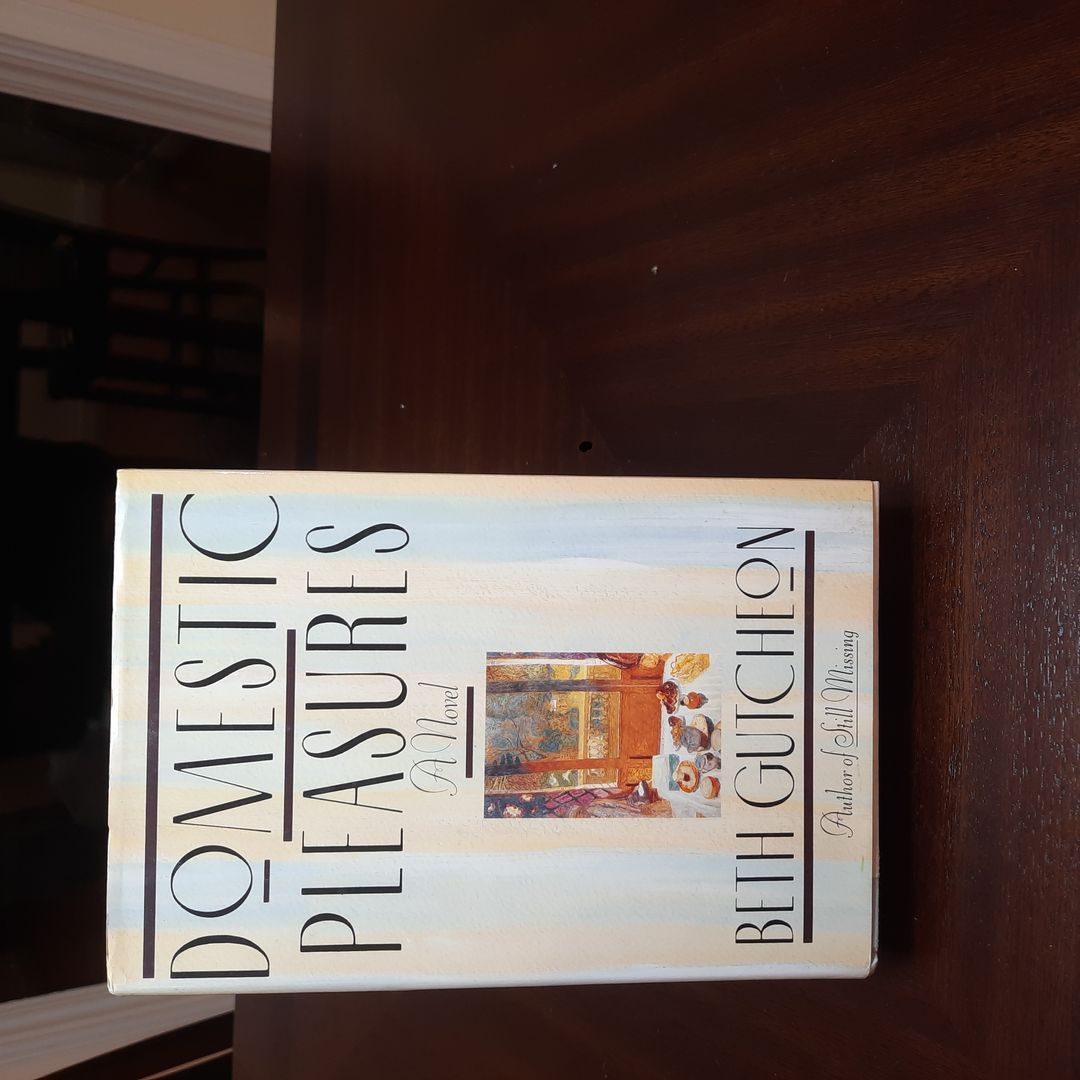 DOMESTIC
PLEASURES
A Novel
BETH GUTCHEON
Author of Still Missing